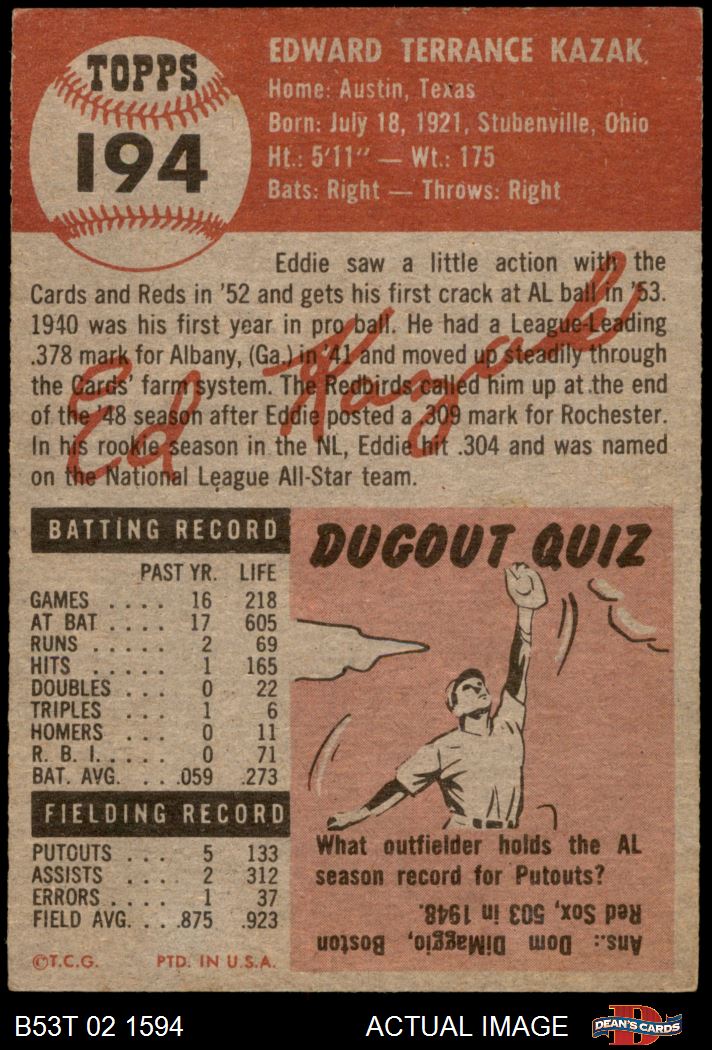 TOPPS
194
EDWARD TERRANCE KAZAK
Home: Austin, Texas
Born: July 18, 1921, Stubenville, Ohio
Ht.: 5'11" — Wt.: 175
Bats: Right — Throws: Right
Eddie saw a little action with the
Cards and Reds in '52 and gets his first crack at AL ball in '53.
1940 was his first year in pro ball. He had a League-Leading
.378 mark for Albany, (Ga.) in '41 and moved up steadily through
the Cards' farm system. The Redbirds called him up at the end
of the '48 season after Eddie posted a .309 mark for Rochester.
In his rookie season in the NL, Eddie hit .304 and was named
on the National League All-Star team.
Ed Kazak
BATTING RECORD
PAST YR. LIFE
GAMES .... 16 218
AT BAT .... 17 605
RUNS .... 2 69
HITS .... 1 165
DOUBLES ... 0 22
TRIPLES ... 1 6
HOMERS ... 0 11
R. B. I. .... 0 71
BAT. AVG. ... .059 .273
FIELDING RECORD
PUTOUTS ... 5 133
ASSISTS ... 2 312
ERRORS .... 1 37
FIELD AVG. ... .875 .923
©T.C.G. PTD. IN U.S.A.
DUGOUT QUIZ
What outfielder holds the AL
season record for Putouts?
Ans.: Dom DiMaggio, Boston
Red Sox, 503 in 1948.
B53T 02 1594 ACTUAL IMAGE
D
DEAN'S CARDS